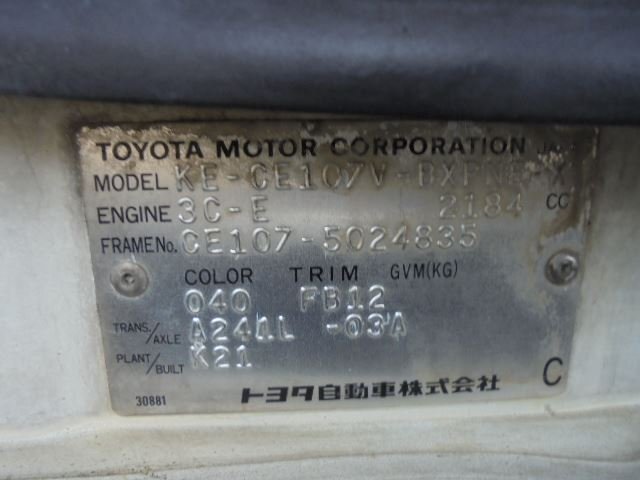 TOYOTA MOTOR CORPORATION JAPAN
MODEL KE-CE107V-BXPNE-X
ENGINE 3C-E 2184 CC
FRAME No. CE107-5024835
COLOR TRIM GVM(KG)
040 FB12
TRANS./AXLE A241L -03A
PLANT/BUILT K21
30881 トヨタ自動車株式会社 C